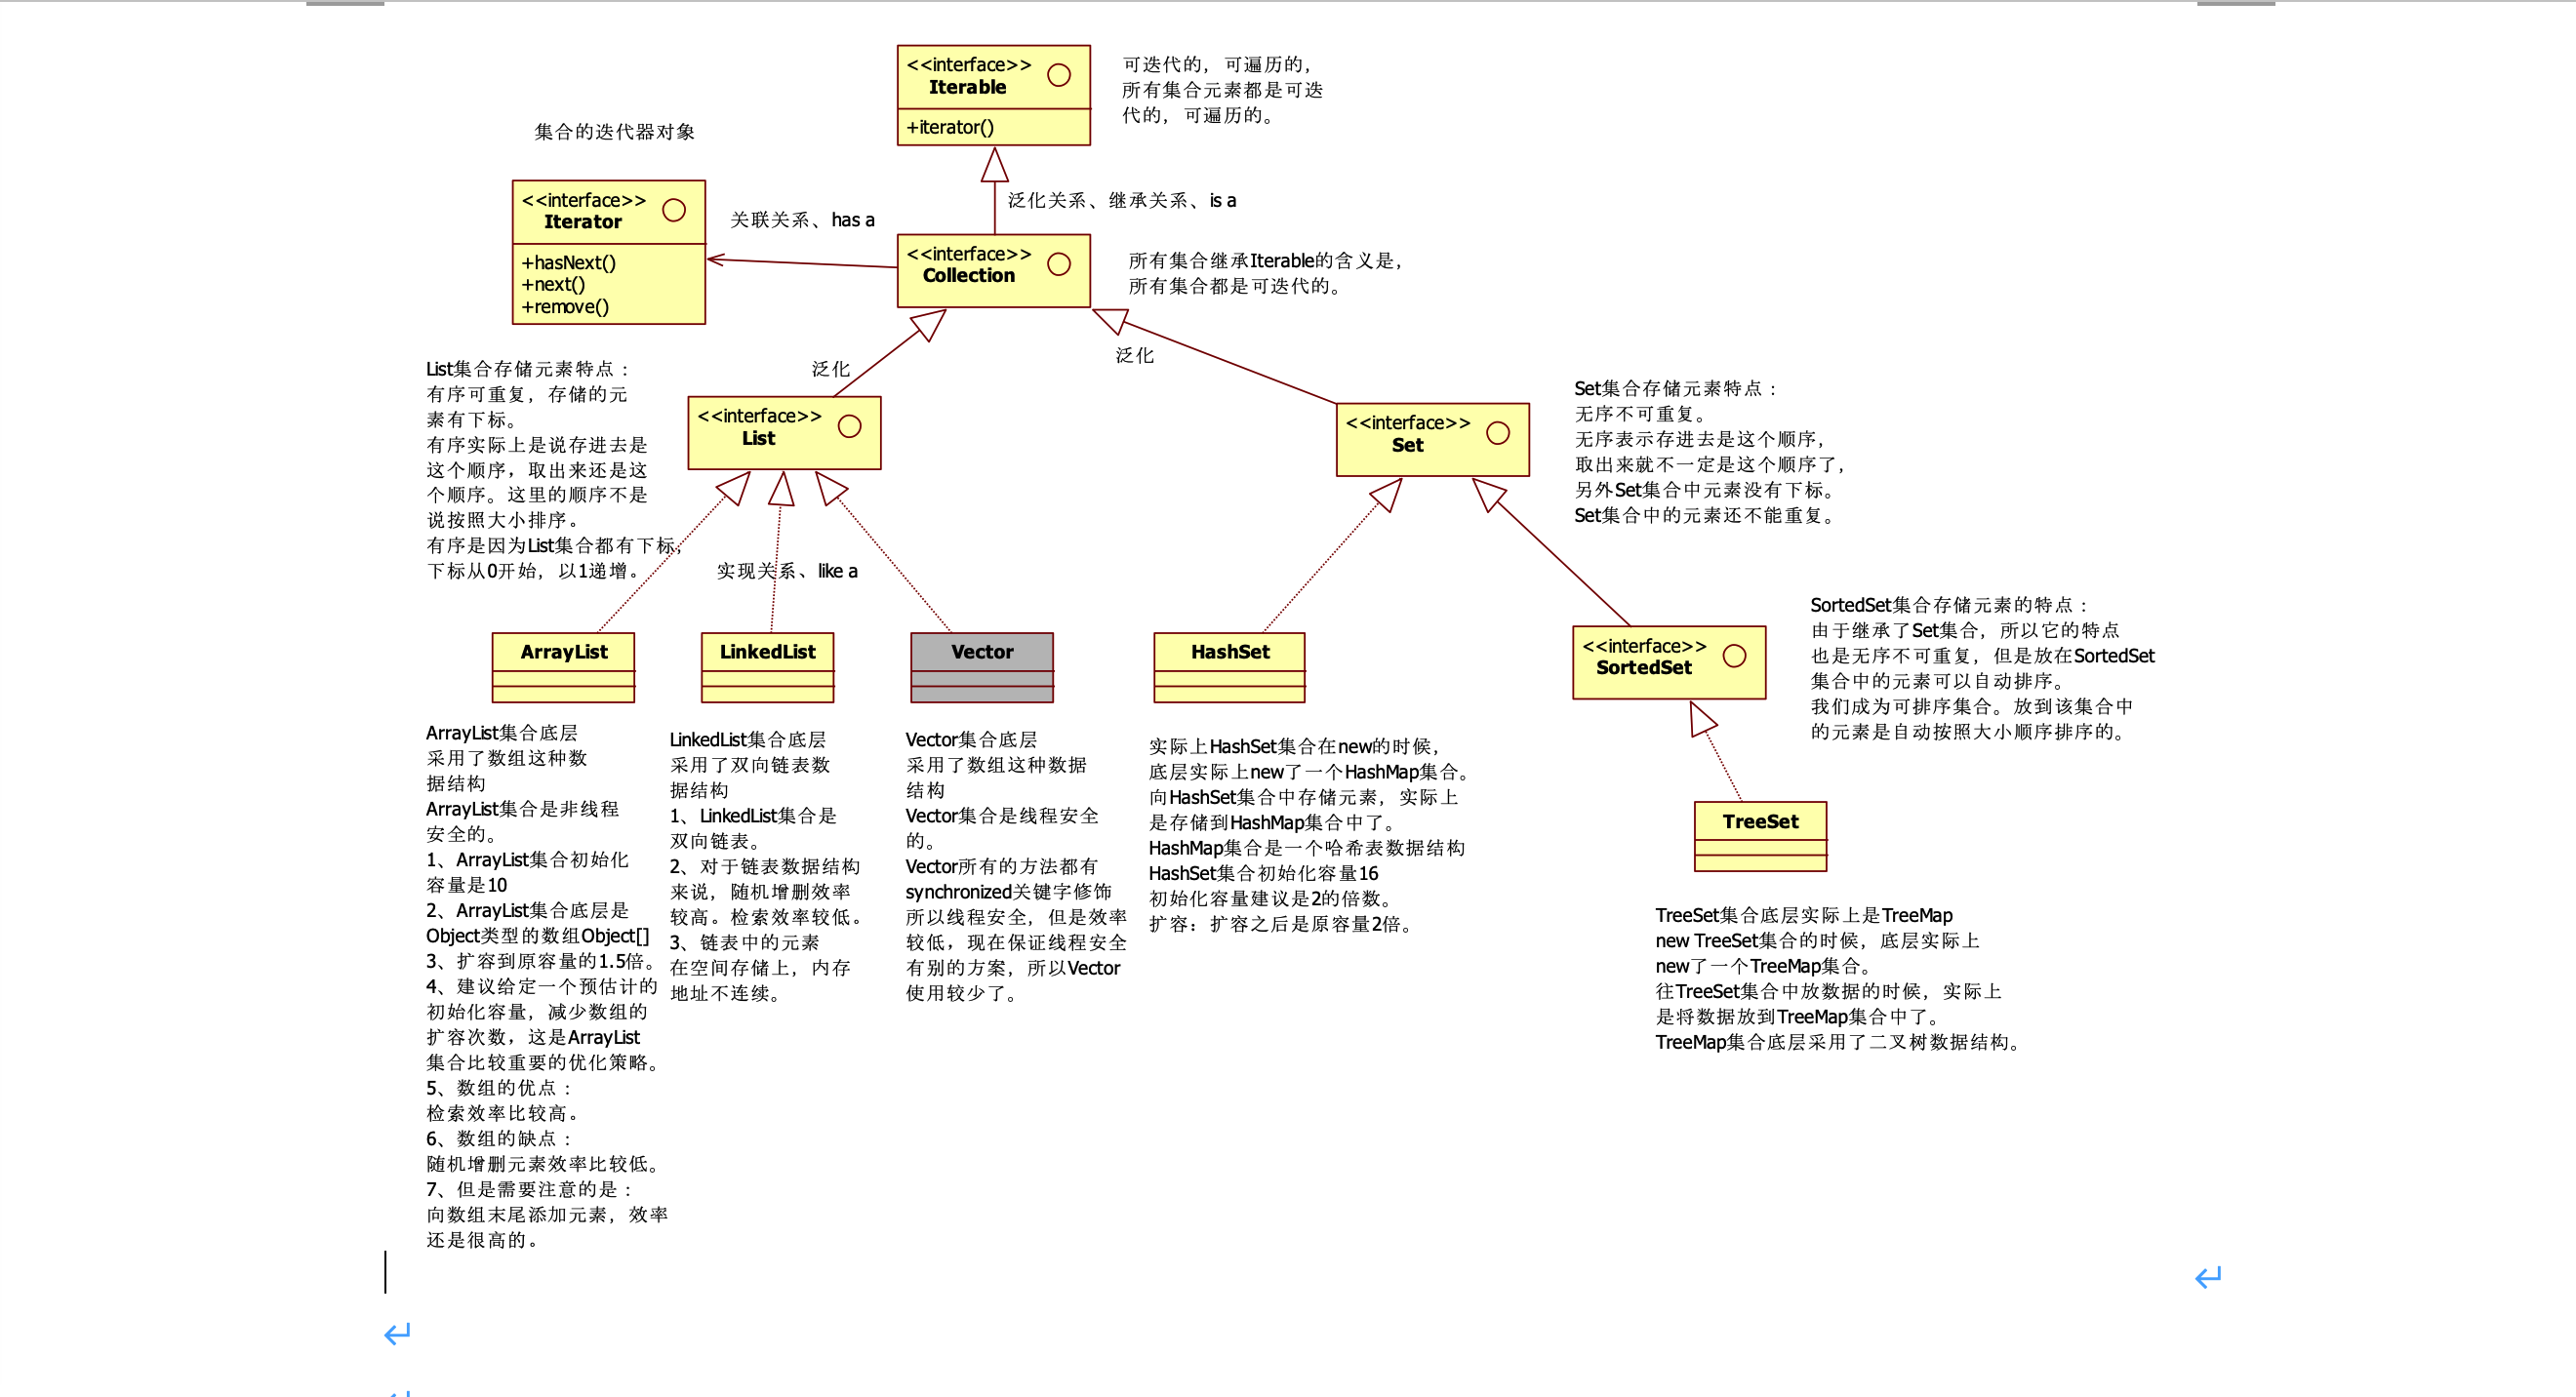 <<interface>>
Iterable
+iterator()
可迭代的，可遍历的，
所有集合元素都是可迭
代的，可遍历的。
集合的迭代器对象
<<interface>>
Iterator
+hasNext()
+next()
+remove()
关联关系、has a
泛化关系、继承关系、is a
<<interface>>
Collection
所有集合继承Iterable的含义是，
所有集合都是可迭代的。
泛化
泛化
List集合存储元素特点：
有序可重复，存储的元
素有下标。
有序实际上是说存进去是
这个顺序，取出来还是这
个顺序。这里的顺序不是
说按照大小排序。
有序是因为List集合都有下标，
下标从0开始，以1递增。
<<interface>>
List
<<interface>>
Set
Set集合存储元素特点：
无序不可重复。
无序表示存进去是这个顺序，
取出来就不一定是这个顺序了，
另外Set集合中元素没有下标。
Set集合中的元素还不能重复。
实现关系、like a
ArrayList
LinkedList
Vector
HashSet
<<interface>>
SortedSet
SortedSet集合存储元素的特点：
由于继承了Set集合，所以它的特点
也是无序不可重复，但是放在SortedSet
集合中的元素可以自动排序。
我们成为可排序集合。放到该集合中
的元素是自动按照大小顺序排序的。
ArrayList集合底层
采用了数组这种数
据结构
ArrayList集合是非线程
安全的。
1、ArrayList集合初始化
容量是10
2、ArrayList集合底层是
Object类型的数组Object[]
3、扩容到原容量的1.5倍。
4、建议给定一个预估计的
初始化容量，减少数组的
扩容次数，这是ArrayList
集合比较重要的优化策略。
5、数组的优点：
检索效率比较高。
6、数组的缺点：
随机增删元素效率比较低。
7、但是需要注意的是：
向数组末尾添加元素，效率
还是很高的。
LinkedList集合底层
采用了双向链表数
据结构
1、LinkedList集合是
双向链表。
2、对于链表数据结构
来说，随机增删效率
较高。检索效率较低。
3、链表中的元素
在空间存储上，内存
地址不连续。
Vector集合底层
采用了数组这种数据
结构
Vector集合是线程安全
的。
Vector所有的方法都有
synchronized关键字修饰
所以线程安全，但是效率
较低，现在保证线程安全
有别的方案，所以Vector
使用较少了。
实际上HashSet集合在new的时候，
底层实际上new了一个HashMap集合。
向HashSet集合中存储元素，实际上
是存储到HashMap集合中了。
HashMap集合是一个哈希表数据结构
HashSet集合初始化容量16
初始化容量建议是2的倍数。
扩容：扩容之后是原容量2倍。
TreeSet
TreeSet集合底层实际上是TreeMap
new TreeSet集合的时候，底层实际上
new了一个TreeMap集合。
往TreeSet集合中放数据的时候，实际上
是将数据放到TreeMap集合中了。
TreeMap集合底层采用了二叉树数据结构。